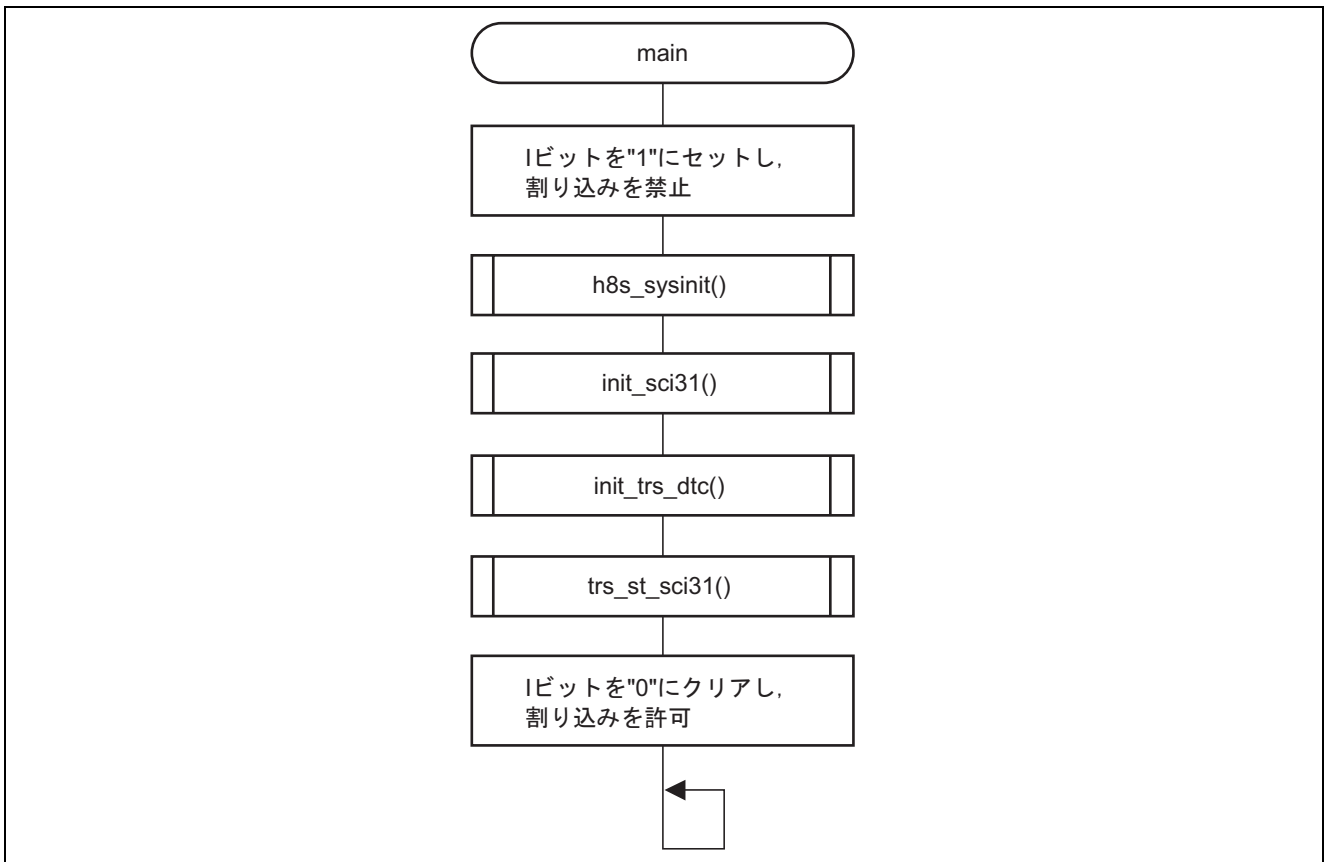 main
Iビットを"1"にセットし,
割り込みを禁止
h8s_sysinit()
init_sci31()
init_trs_dtc()
trs_st_sci31()
Iビットを"0"にクリアし,
割り込みを許可